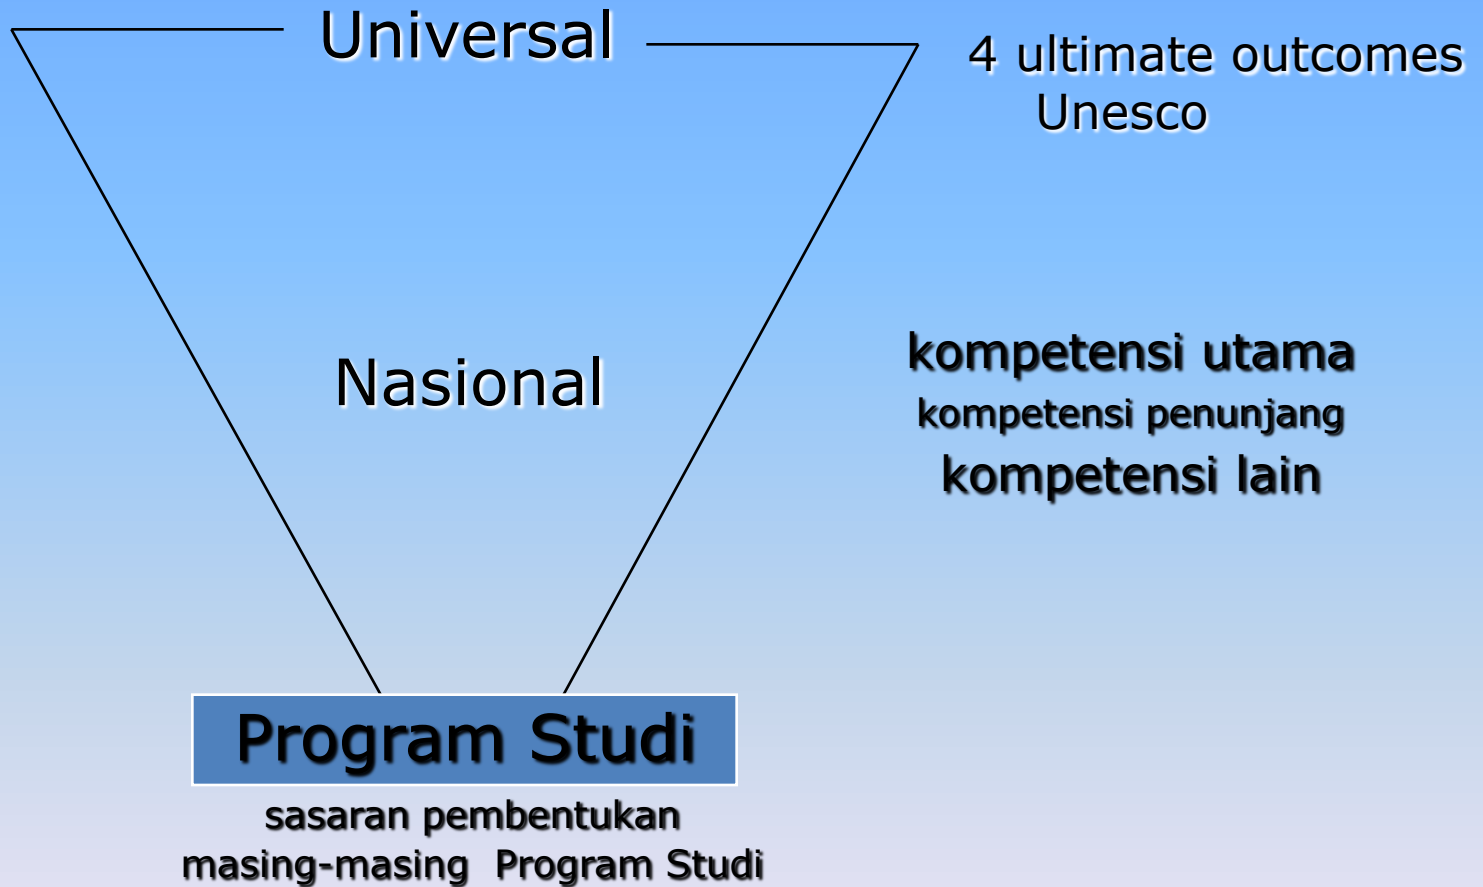 Universal
4 ultimate outcomes
Unesco
Nasional
kompetensi utama
kompetensi penunjang
kompetensi lain
Program Studi
sasaran pembentukan
masing-masing Program Studi